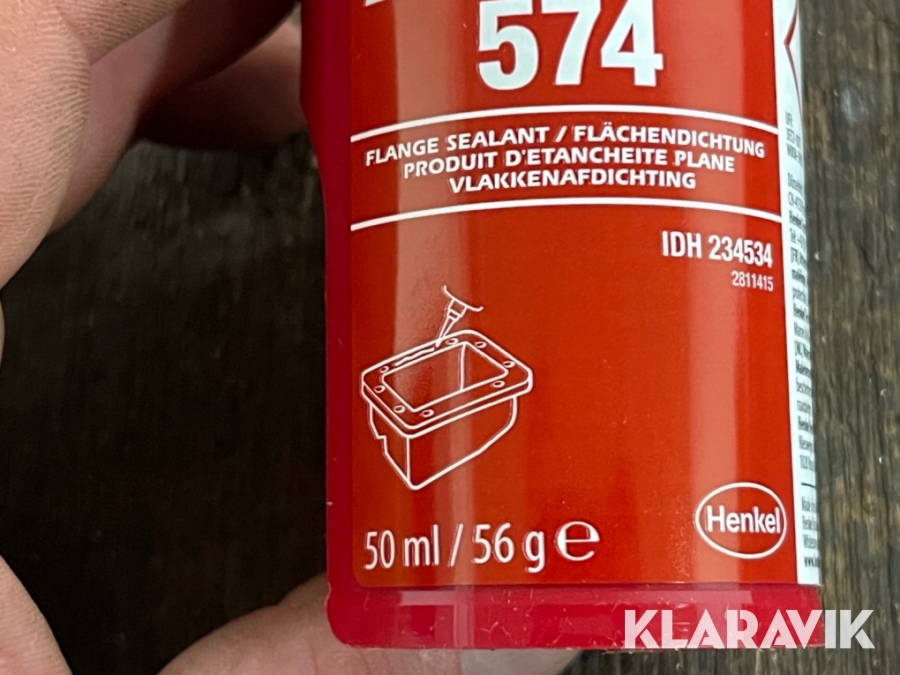 574
FLANGE SEALANT / FLÄCHENDICHTUNG
PRODUIT D'ETANCHEITE PLANE
VLAKKENAFDICHTING
IDH 234534
2811415
50 ml / 56 g e
Henkel
KLARAVIK